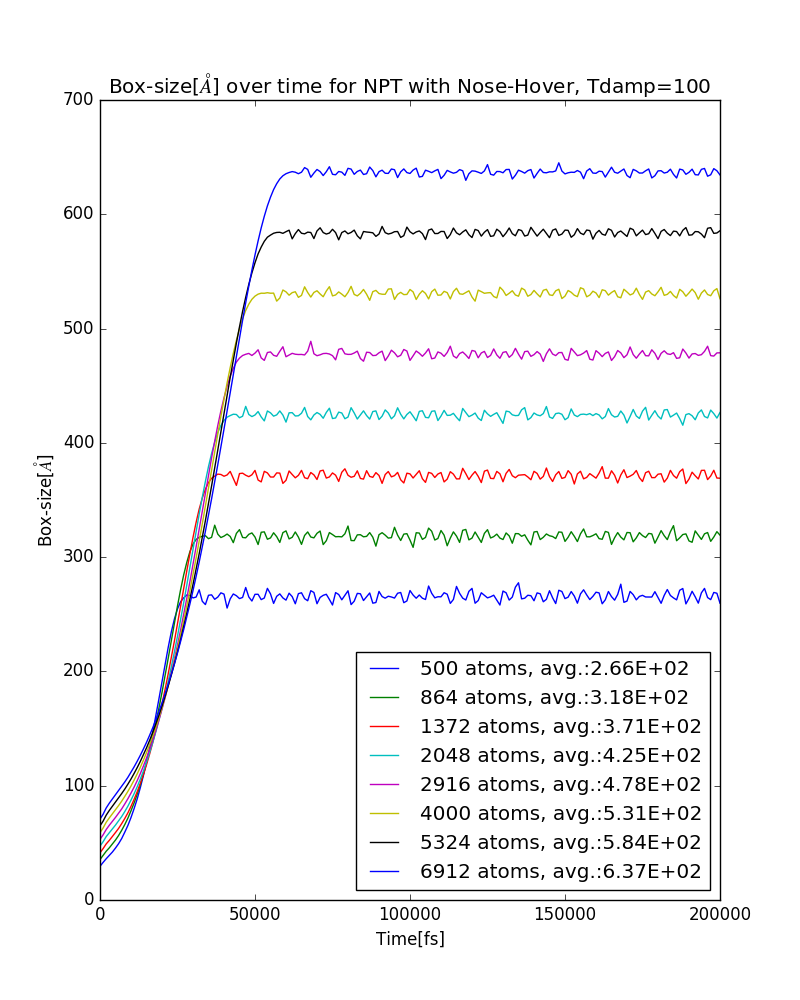 Box-size[Å] over time for NPT with Nose-Hover, Tdamp=100
700
600
500
400
300
200
100
0
Box-size[Å]
500 atoms, avg.:2.66E+02
864 atoms, avg.:3.18E+02
1372 atoms, avg.:3.71E+02
2048 atoms, avg.:4.25E+02
2916 atoms, avg.:4.78E+02
4000 atoms, avg.:5.31E+02
5324 atoms, avg.:5.84E+02
6912 atoms, avg.:6.37E+02
0 50000 100000 150000 200000
Time[fs]